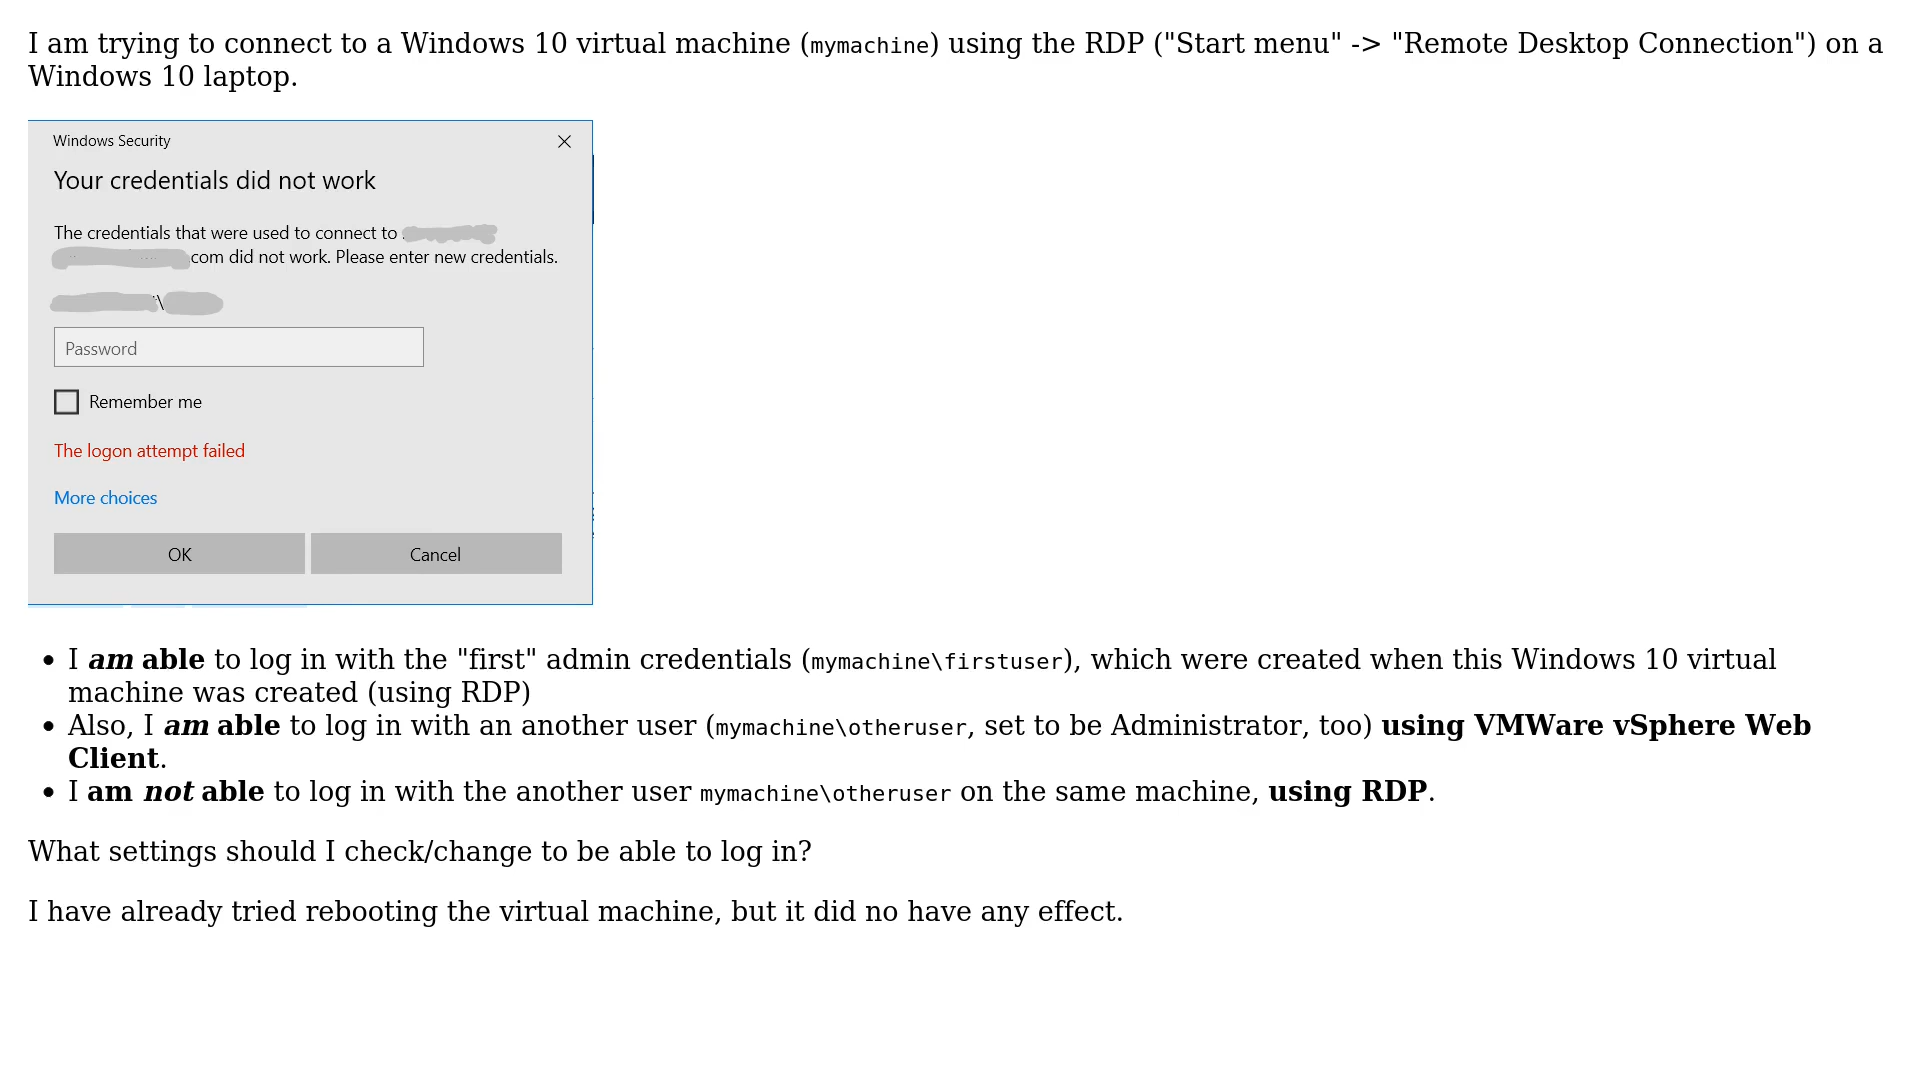 I am trying to connect to a Windows 10 virtual machine (mymachine) using the RDP ("Start menu" -> "Remote Desktop Connection") on a
Windows 10 laptop.
Windows Security
Your credentials did not work
The credentials that were used to connect to
com did not work. Please enter new credentials.
\
Password
Remember me
The logon attempt failed
More choices
OK
Cancel
• I am able to log in with the "first" admin credentials (mymachine\firstuser), which were created when this Windows 10 virtual
machine was created (using RDP)
• Also, I am able to log in with an another user (mymachine\otheruser, set to be Administrator, too) using VMWare vSphere Web
Client.
• I am not able to log in with the another user mymachine\otheruser on the same machine, using RDP.
What settings should I check/change to be able to log in?
I have already tried rebooting the virtual machine, but it did no have any effect.